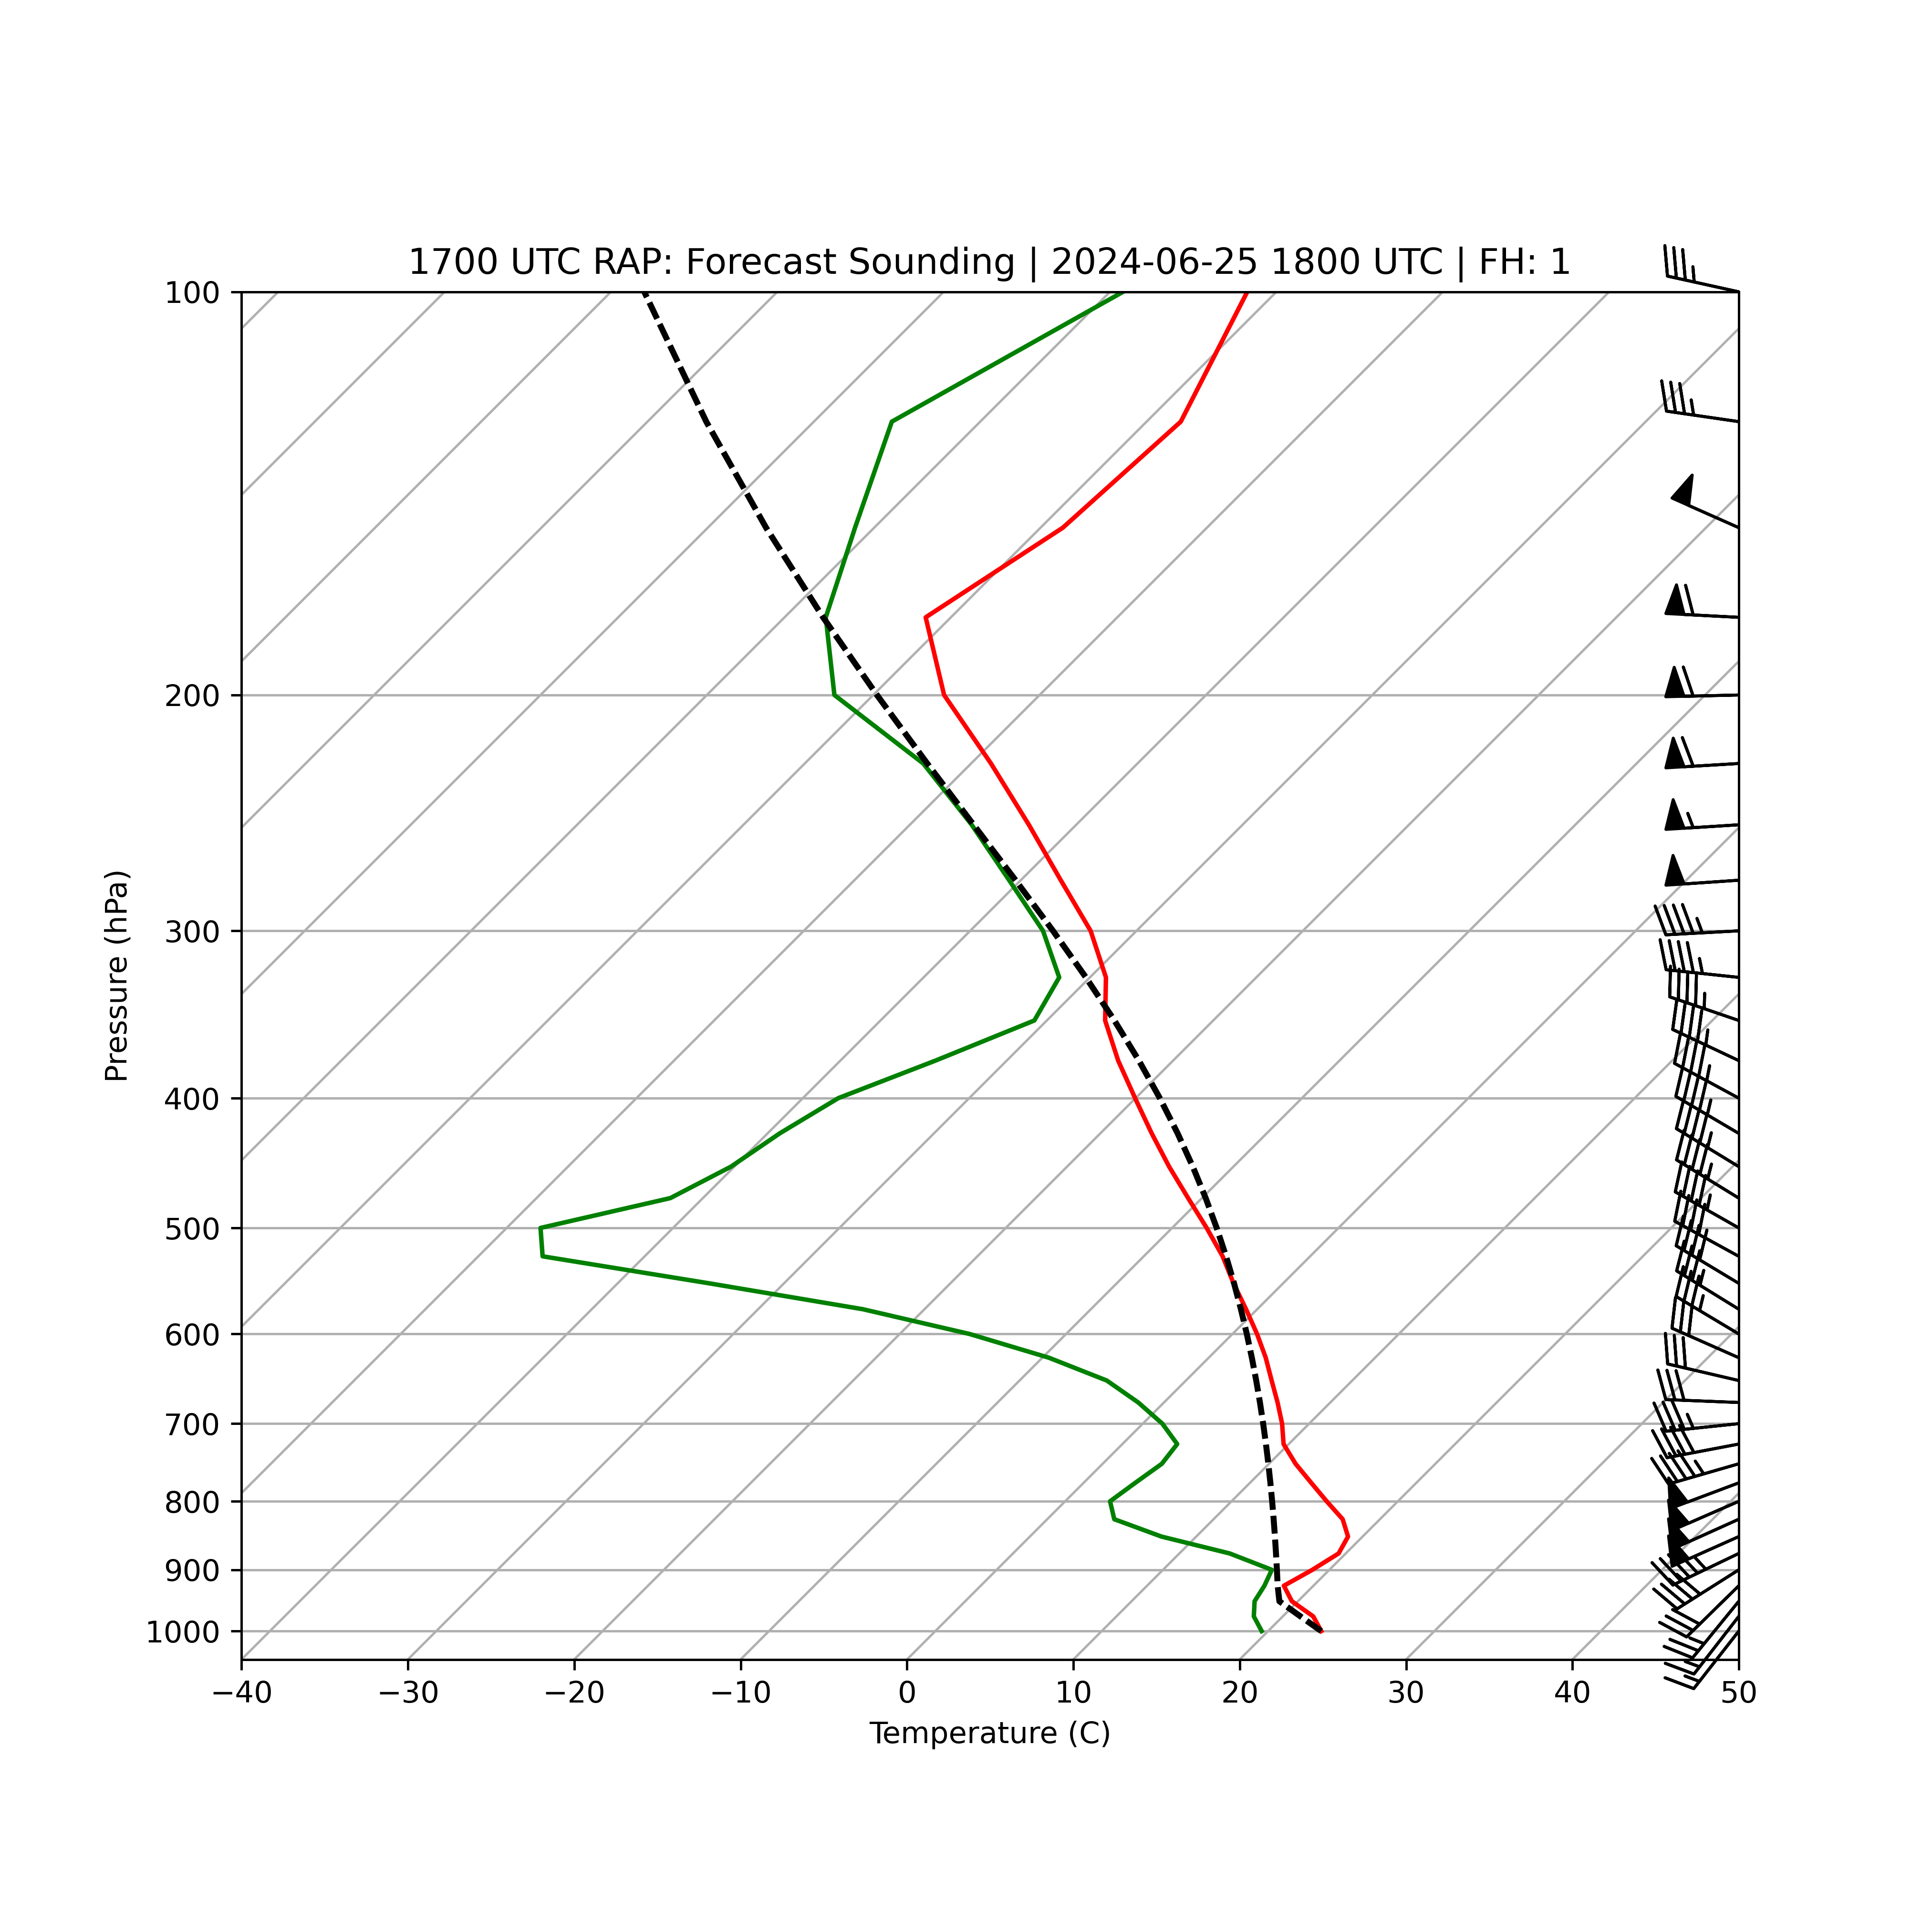 1700 UTC RAP: Forecast Sounding | 2024-06-25 1800 UTC | FH: 1
100
200
300
400
500
600
700
800
900
1000
Pressure (hPa)
−40 −30 −20 −10 0 10 20 30 40 50
Temperature (C)